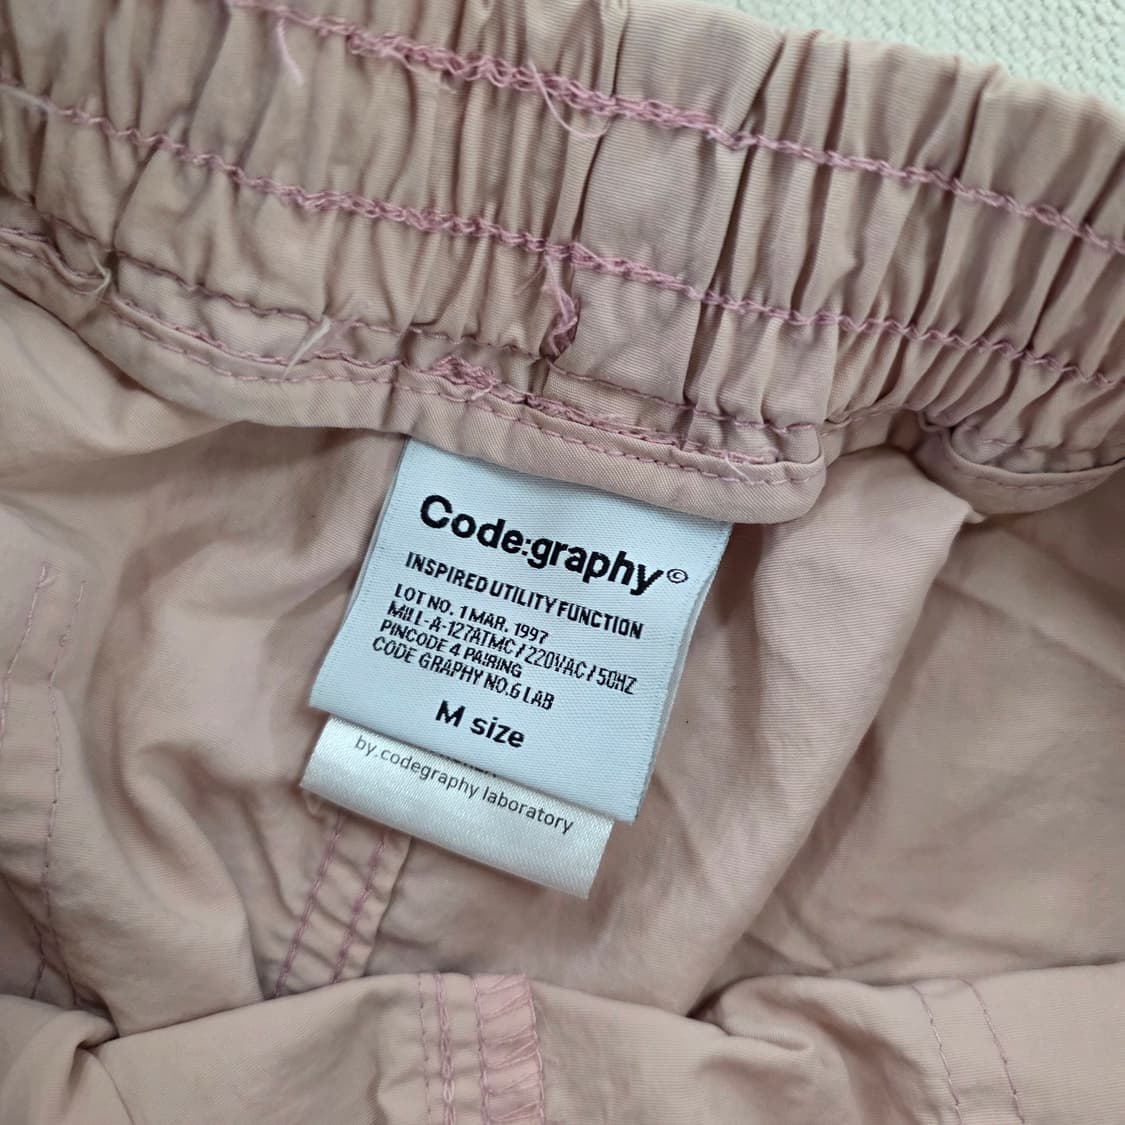 Code:graphy©
INSPIRED UTILITY FUNCTION
LOT NO. 1 MAR. 1997
MILL-A-127ATMC / 220VAC / 50HZ
PINCODE 4 PAIRING
CODE GRAPHY NO.6 LAB
M size
by.codegraphy laboratory